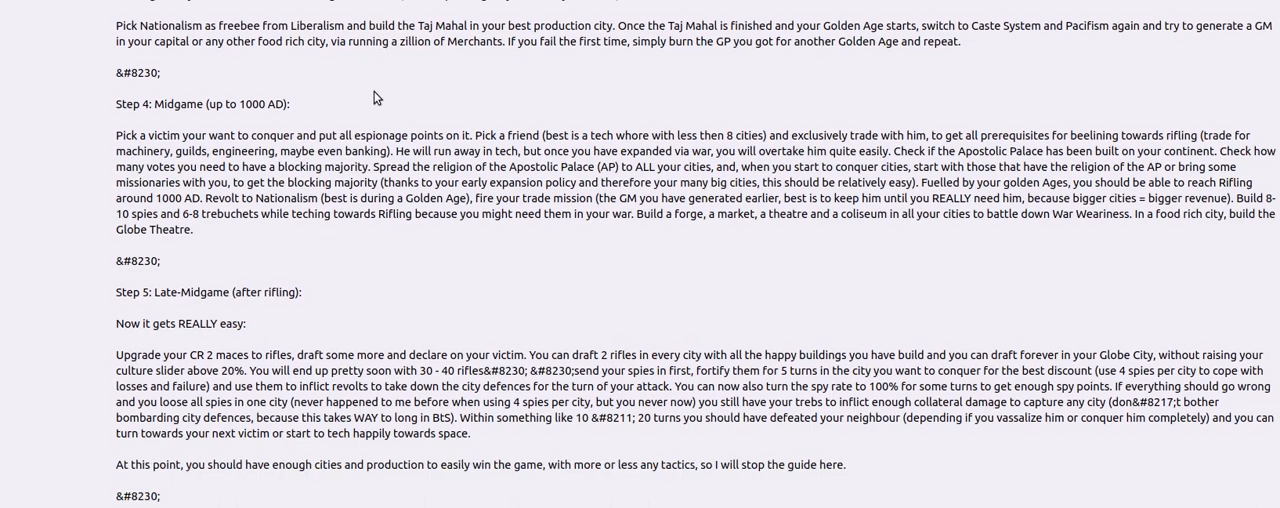 Pick Nationalism as freebee from Liberalism and build the Taj Mahal in your best production city. Once the Taj Mahal is finished and your Golden Age starts, switch to Caste System and Pacifism again and try to generate a GM
in your capital or any other food rich city, via running a zillion of Merchants. If you fail the first time, simply burn the GP you got for another Golden Age and repeat.
&#8230;
Step 4: Midgame (up to 1000 AD):
Pick a victim your want to conquer and put all espionage points on it. Pick a friend (best is a tech whore with less then 8 cities) and exclusively trade with him, to get all prerequisites for beelining towards rifling (trade for
machinery, guilds, engineering, maybe even banking). He will run away in tech, but once you have expanded via war, you will overtake him quite easily. Check if the Apostolic Palace has been built on your continent. Check how
many votes you need to have a blocking majority. Spread the religion of the Apostolic Palace (AP) to ALL your cities, and, when you start to conquer cities, start with those that have the religion of the AP or bring some
missionaries with you, to get the blocking majority (thanks to your early expansion policy and therefore your many big cities, this should be relatively easy). Fuelled by your golden Ages, you should be able to reach Rifling
around 1000 AD. Revolt to Nationalism (best is during a Golden Age), fire your trade mission (the GM you have generated earlier, best is to keep him until you REALLY need him, because bigger cities = bigger revenue). Build 8-
10 spies and 6-8 trebuchets while teching towards Rifling because you might need them in your war. Build a forge, a market, a theatre and a coliseum in all your cities to battle down War Weariness. In a food rich city, build the
Globe Theatre.
&#8230;
Step 5: Late-Midgame (after rifling):
Now it gets REALLY easy:
Upgrade your CR 2 maces to rifles, draft some more and declare on your victim. You can draft 2 rifles in every city with all the happy buildings you have build and you can draft forever in your Globe City, without raising your
culture slider above 20%. You will end up pretty soon with 30 - 40 rifles&#8230; &#8230;send your spies in first, fortify them for 5 turns in the city you want to conquer for the best discount (use 4 spies per city to cope with
losses and failure) and use them to inflict revolts to take down the city defences for the turn of your attack. You can now also turn the spy rate to 100% for some turns to get enough spy points. If everything should go wrong
and you loose all spies in one city (never happened to me before when using 4 spies per city, but you never now) you still have your trebs to inflict enough collateral damage to capture any city (don&#8217;t bother
bombarding city defences, because this takes WAY to long in BtS). Within something like 10 &#8211; 20 turns you should have defeated your neighbour (depending if you vassalize him or conquer him completely) and you can
turn towards your next victim or start to tech happily towards space.
At this point, you should have enough cities and production to easily win the game, with more or less any tactics, so I will stop the guide here.
&#8230;